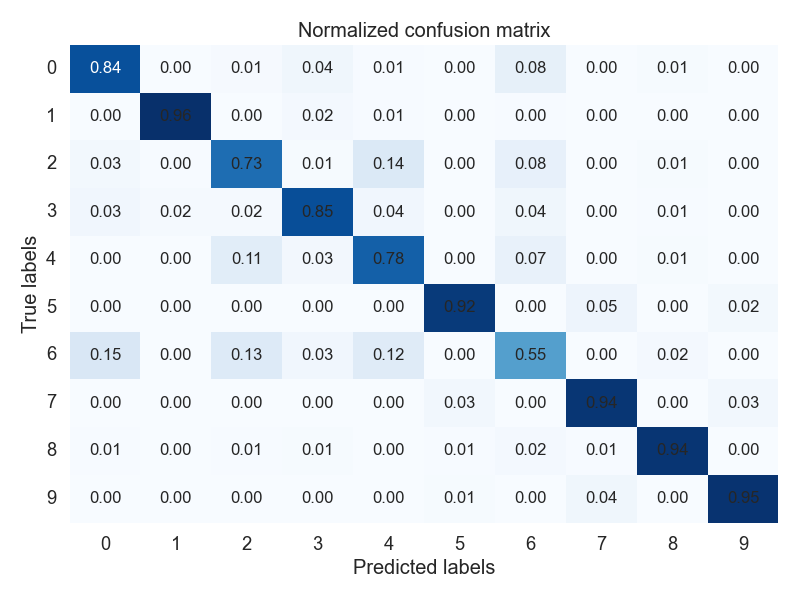 Normalized confusion matrix
0 0.84 0.00 0.01 0.04 0.01 0.00 0.08 0.00 0.01 0.00
1 0.00 0.96 0.00 0.02 0.01 0.00 0.00 0.00 0.00 0.00
2 0.03 0.00 0.73 0.01 0.14 0.00 0.08 0.00 0.01 0.00
3 0.03 0.02 0.02 0.85 0.04 0.00 0.04 0.00 0.01 0.00
4 0.00 0.00 0.11 0.03 0.78 0.00 0.07 0.00 0.01 0.00
5 0.00 0.00 0.00 0.00 0.00 0.92 0.00 0.05 0.00 0.02
6 0.15 0.00 0.13 0.03 0.12 0.00 0.55 0.00 0.02 0.00
7 0.00 0.00 0.00 0.00 0.00 0.03 0.00 0.94 0.00 0.03
8 0.01 0.00 0.01 0.01 0.00 0.01 0.02 0.01 0.94 0.00
9 0.00 0.00 0.00 0.00 0.00 0.01 0.00 0.04 0.00 0.95
True labels
0 1 2 3 4 5 6 7 8 9
Predicted labels